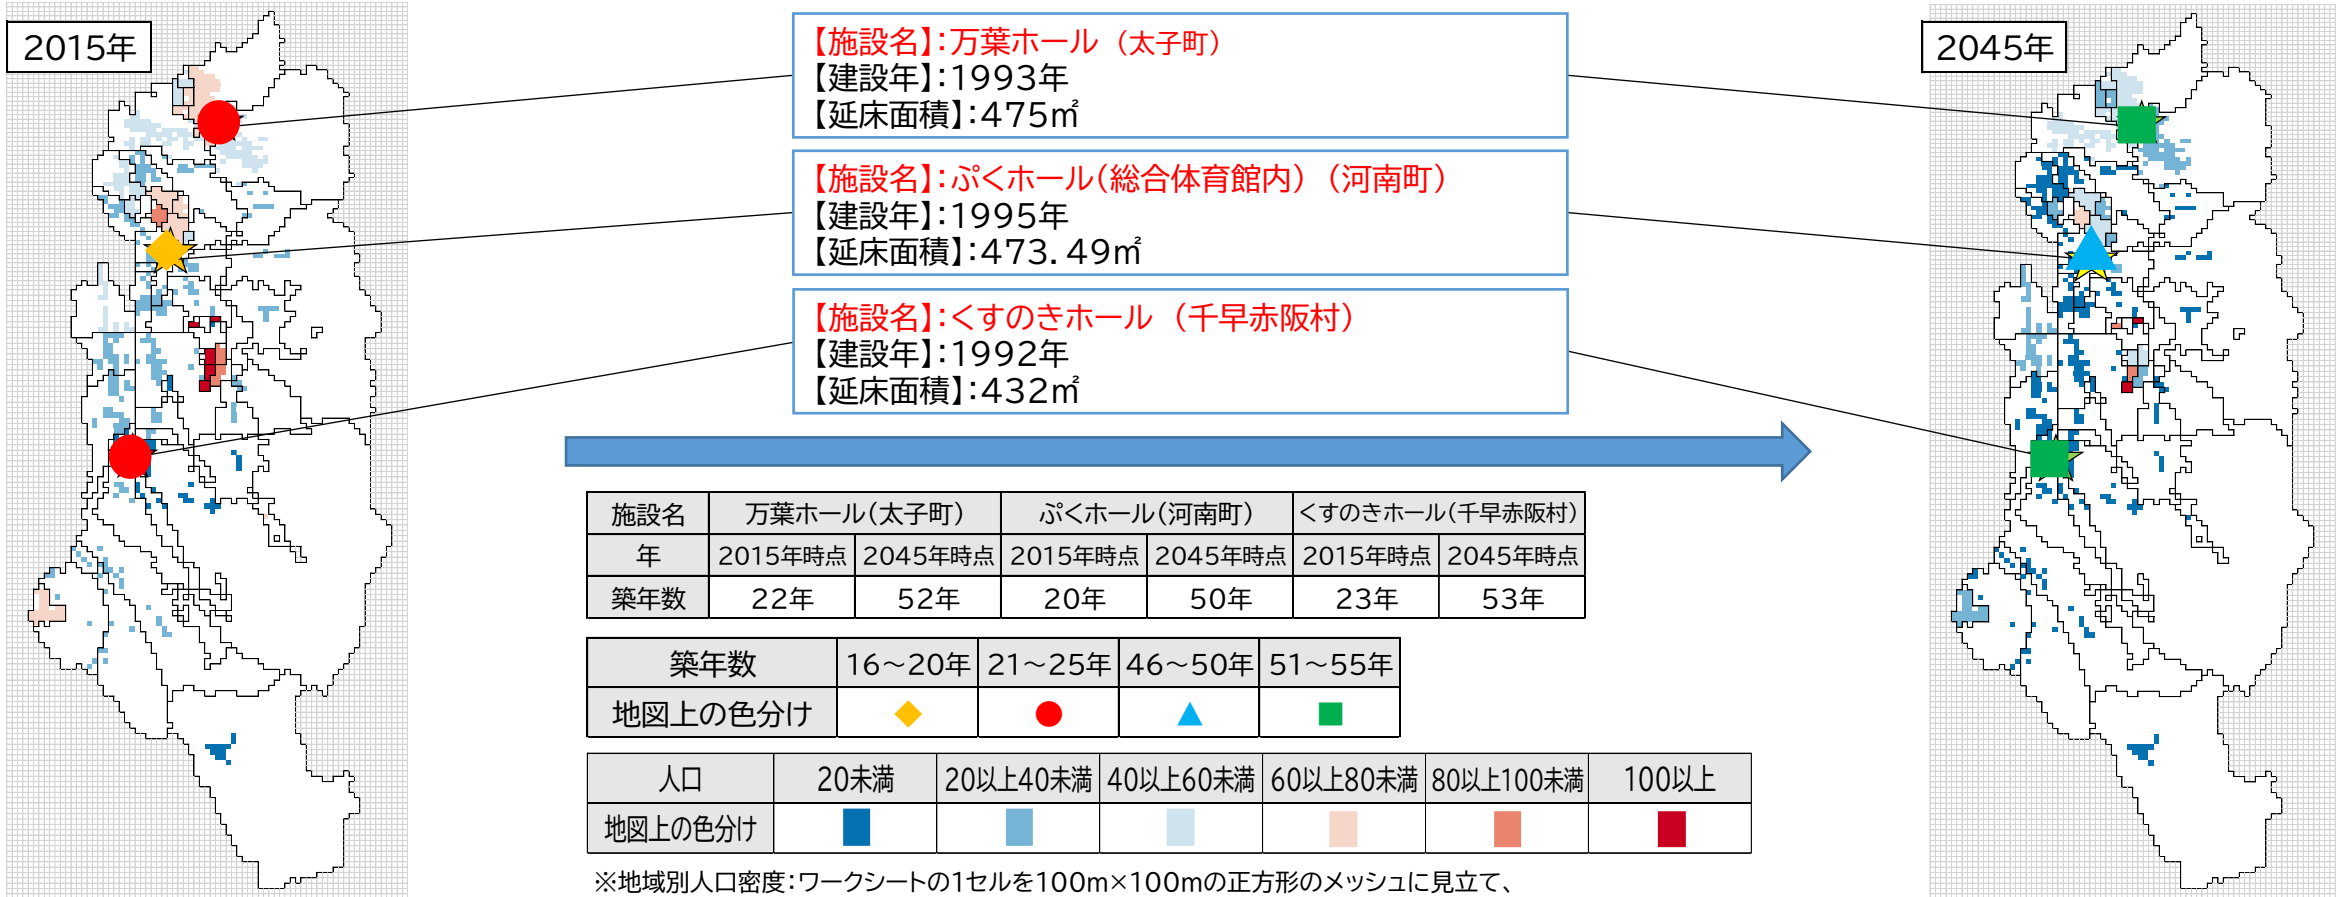 2015年
【施設名】：万葉ホール（太子町）
【建設年】：1993年
【延床面積】：475㎡
【施設名】：ぷくホール（総合体育館内）（河南町）
【建設年】：1995年
【延床面積】：473.49㎡
【施設名】：くすのきホール（千早赤阪村）
【建設年】：1992年
【延床面積】：432㎡
2045年
施設名 万葉ホール（太子町） ぷくホール（河南町） くすのきホール（千早赤阪村）
年 2015年時点 2045年時点 2015年時点 2045年時点 2015年時点 2045年時点
築年数 22年 52年 20年 50年 23年 53年
築年数 16～20年 21～25年 46～50年 51～55年
地図上の色分け
人口 20未満 20以上40未満 40以上60未満 60以上80未満 80以上100未満 100以上
地図上の色分け
※地域別人口密度：ワークシートの1セルを100m×100mの正方形のメッシュに見立て、